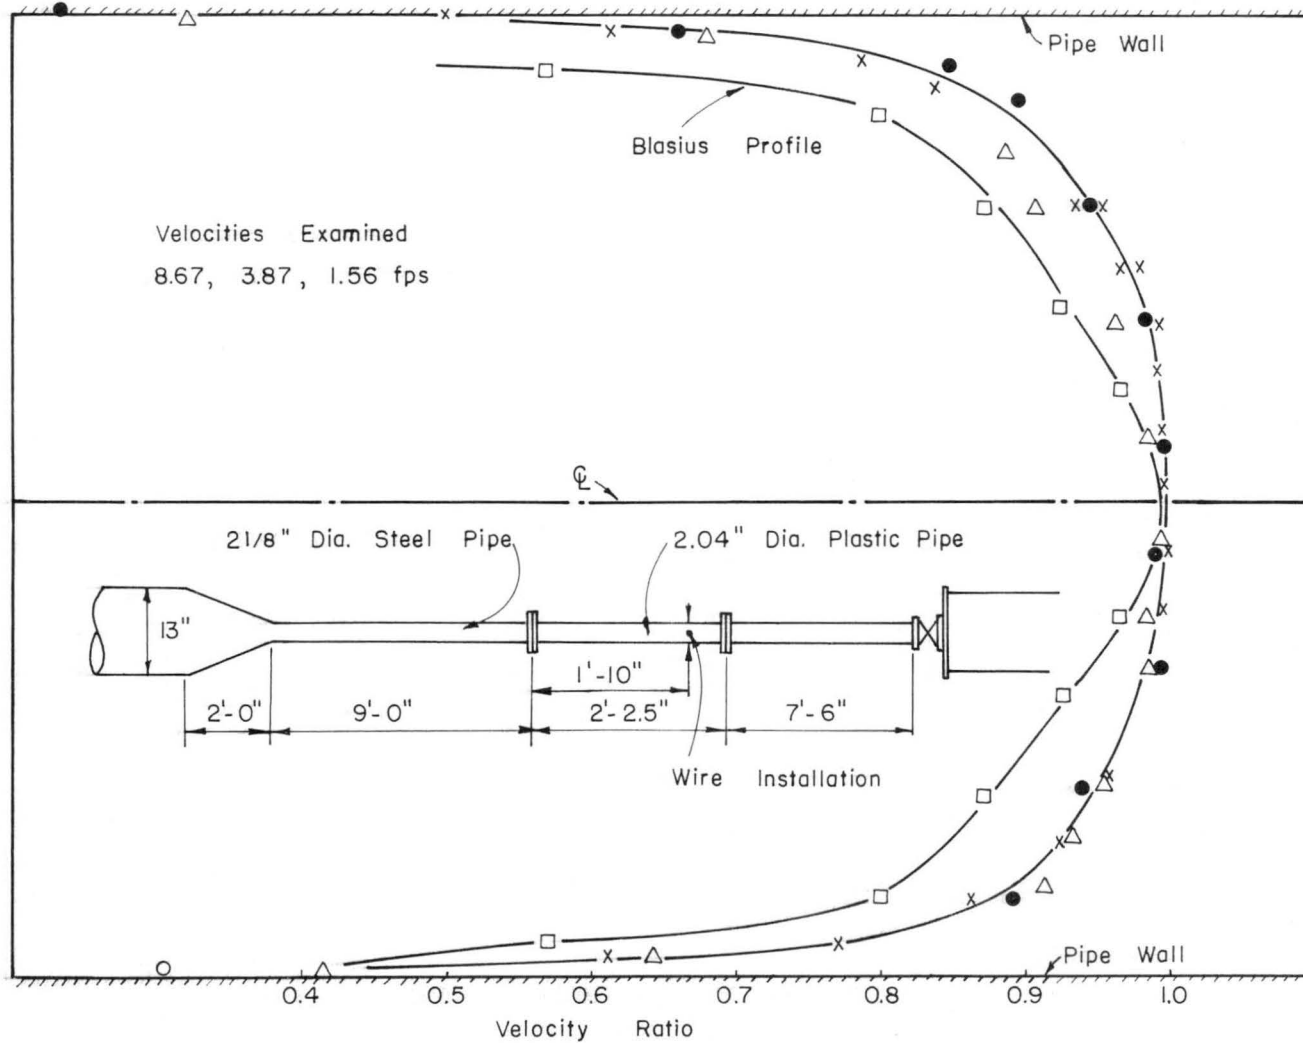 Pipe Wall
Blasius Profile
Velocities Examined
8.67, 3.87, 1.56 fps
℄
2 1/8" Dia. Steel Pipe
2.04" Dia. Plastic Pipe
13"
1'-10"
2'-0"
9'-0"
2'-2.5"
7'-6"
Wire Installation
Pipe Wall
0.4 0.5 0.6 0.7 0.8 0.9 1.0
Velocity Ratio